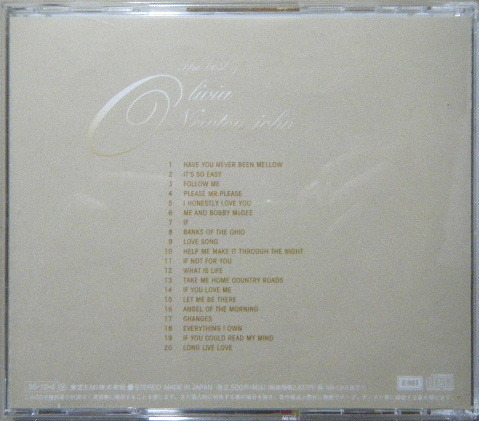 The best of
Olivia
Newton-John
1 HAVE YOU NEVER BEEN MELLOW
2 IT'S SO EASY
3 FOLLOW ME
4 PLEASE MR.PLEASE
5 I HONESTLY LOVE YOU
6 ME AND BOBBY McGEE
7 IF
8 BANKS OF THE OHIO
9 LOVE SONG
10 HELP ME MAKE IT THROUGH THE NIGHT
11 IF NOT FOR YOU
12 WHAT IS LIFE
13 TAKE ME HOME COUNTRY ROADS
14 IF YOU LOVE ME
15 LET ME BE THERE
16 ANGEL OF THE MORNING
17 CHANGES
18 EVERYTHING I OWN
19 IF YOU COULD READ MY MIND
20 LONG LIVE LOVE
STEREO MADE IN JAPAN
EMI